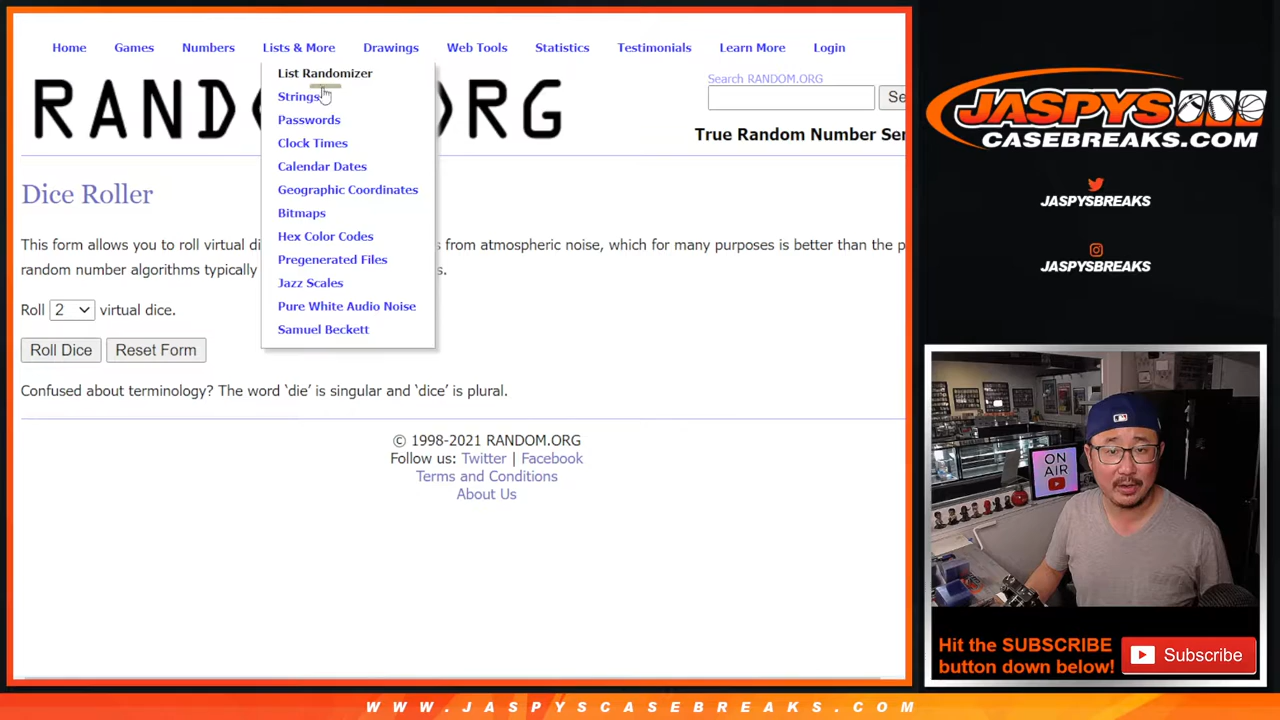 Home Games Numbers Lists & More Drawings Web Tools Statistics Testimonials Learn More Login
List Randomizer
Strings
Passwords
Clock Times
Calendar Dates
Geographic Coordinates
Bitmaps
Hex Color Codes
Pregenerated Files
Jazz Scales
Pure White Audio Noise
Samuel Beckett
RAND ORG
Search RANDOM.ORG
Se
True Random Number Ser
Dice Roller
This form allows you to roll virtual di s from atmospheric noise, which for many purposes is better than the p
random number algorithms typically s.
Roll 2 virtual dice.
Roll Dice Reset Form
Confused about terminology? The word ‘die’ is singular and ‘dice’ is plural.
© 1998-2021 RANDOM.ORG
Follow us: Twitter | Facebook
Terms and Conditions
About Us
JASPYS
CASEBREAKS.COM
JASPYSBREAKS
JASPYSBREAKS
ON
AIR
Hit the SUBSCRIBE
button down below!
Subscribe
WWW.JASPYSCASEBREAKS.COM